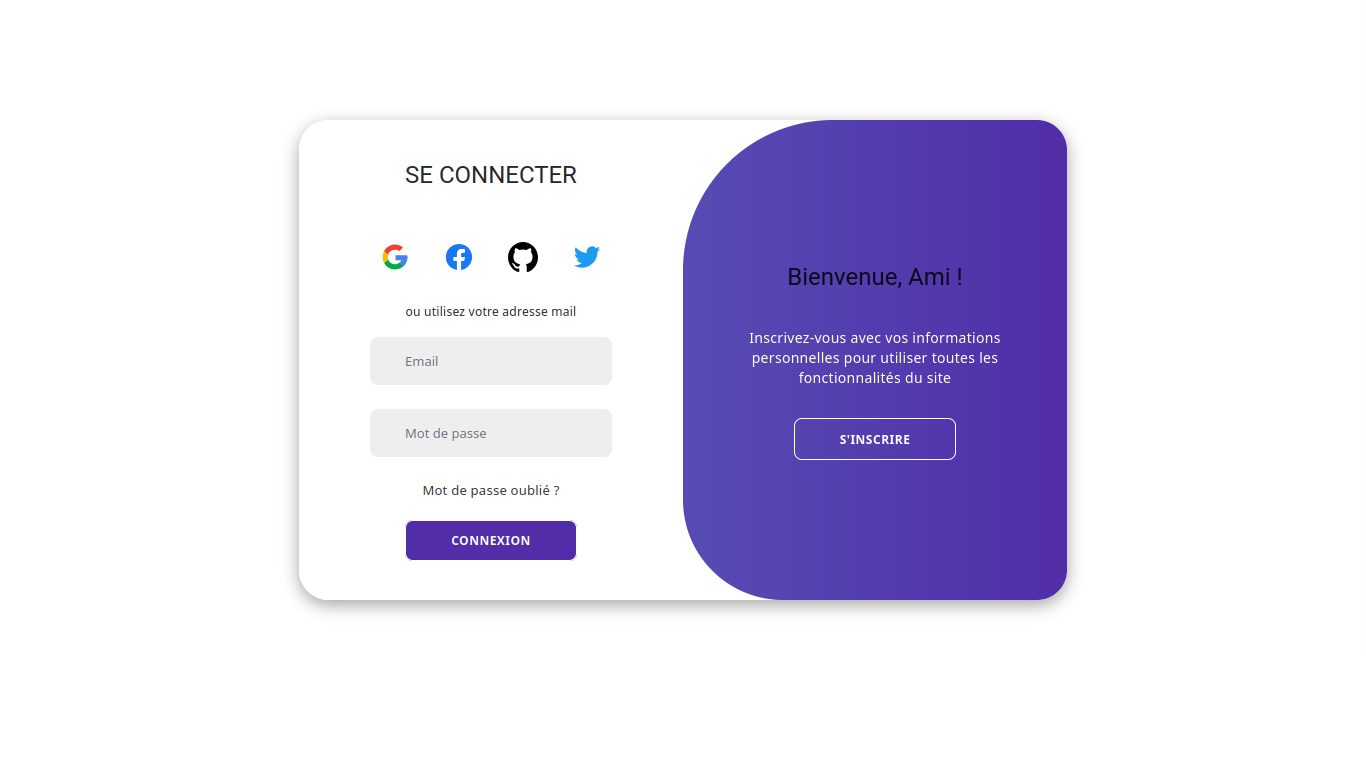 SE CONNECTER
ou utilisez votre adresse mail
Email
Mot de passe
Mot de passe oublié ?
CONNEXION
Bienvenue, Ami !
Inscrivez-vous avec vos informations
personnelles pour utiliser toutes les
fonctionnalités du site
S'INSCRIRE